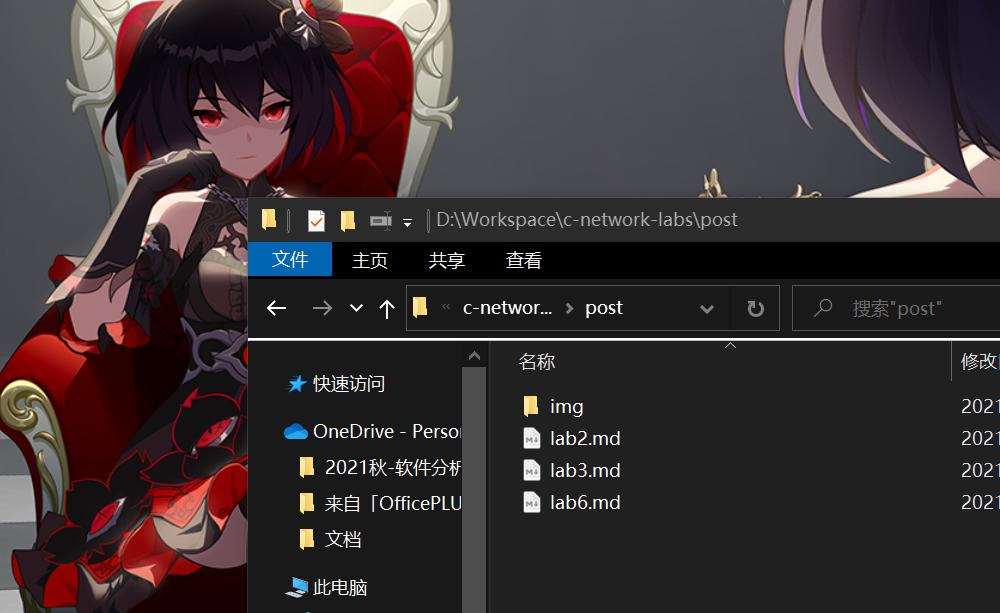 D:\Workspace\c-network-labs\post
文件 主页 共享 查看
« c-networ... › post 搜索"post"
名称 修改
快速访问
OneDrive - Person
2021秋-软件分析
来自「OfficePLU
文档
此电脑
img 2021
lab2.md 2021
lab3.md 2021
lab6.md 2021